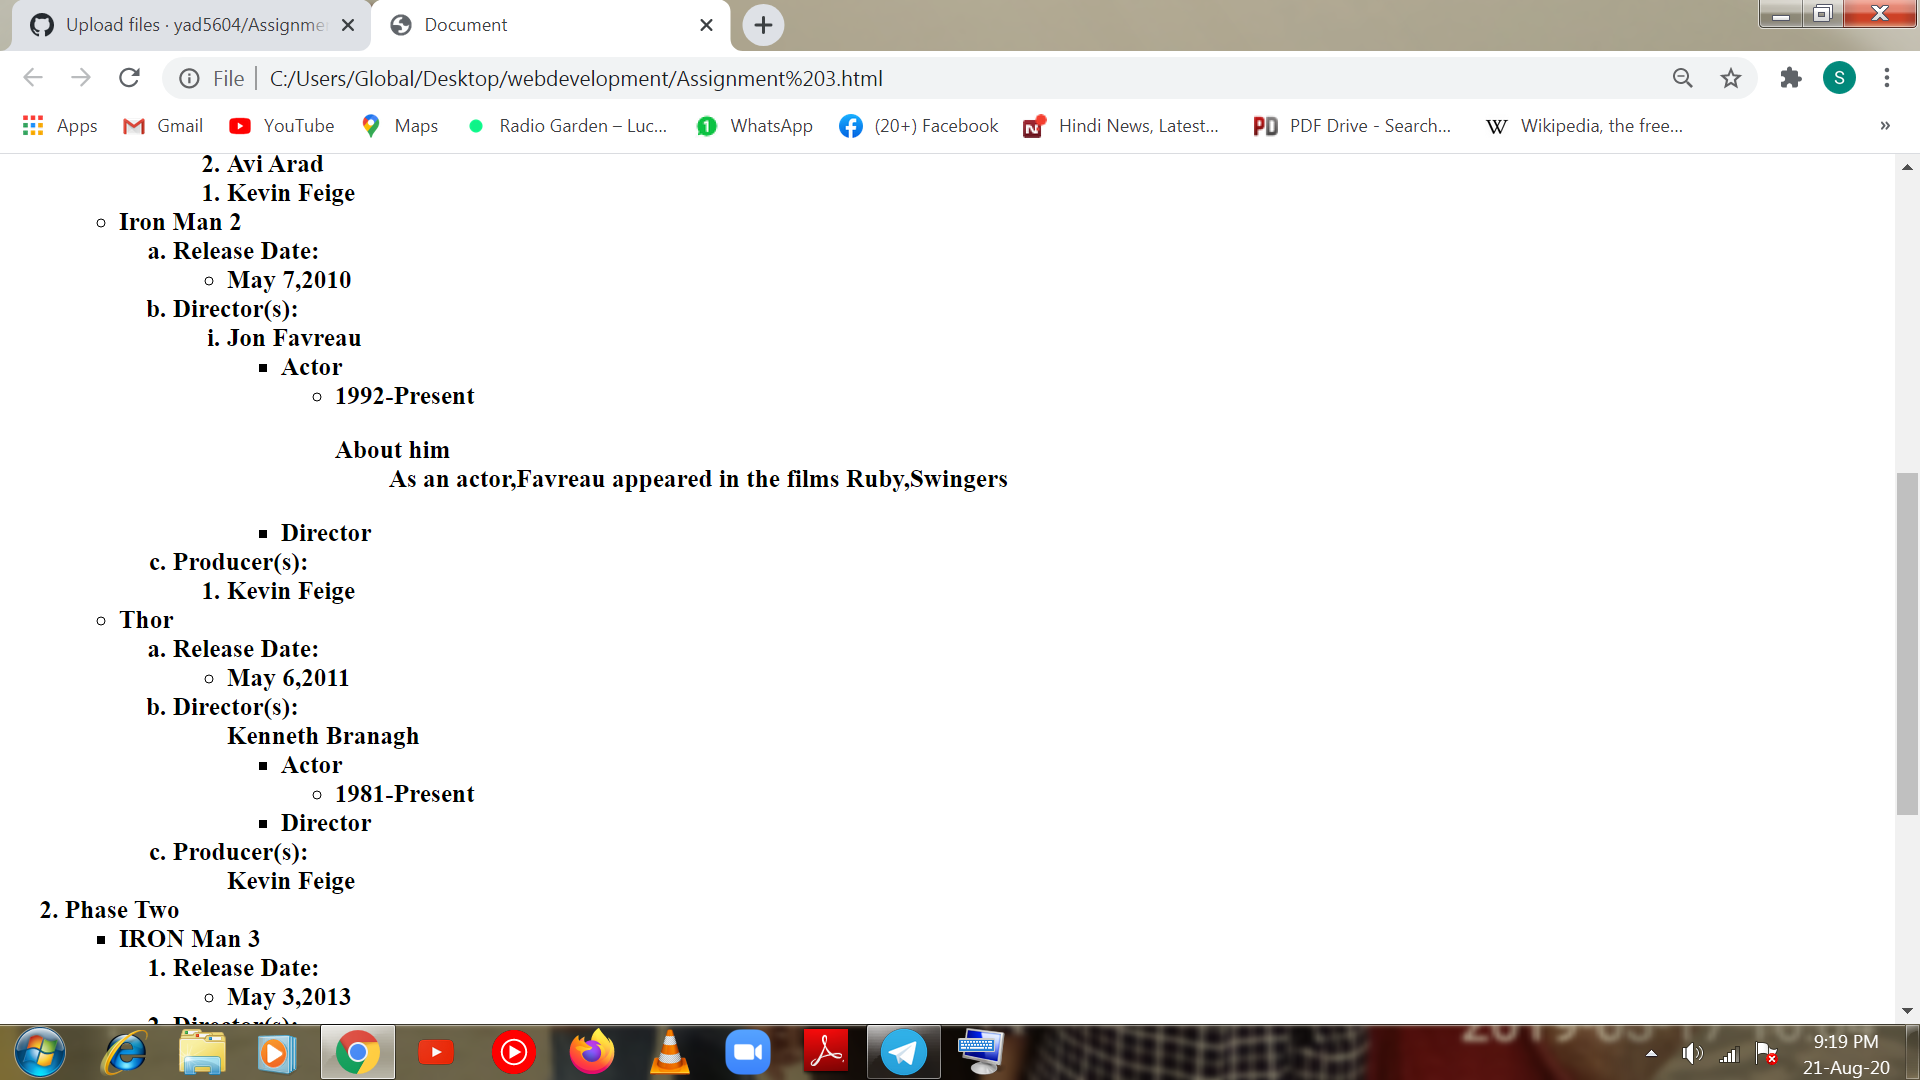 Upload files · yad5604/Assignme
Document
File
C:/Users/Global/Desktop/webdevelopment/Assignment%203.html
S
Apps
Gmail
YouTube
Maps
Radio Garden – Luc...
WhatsApp
(20+) Facebook
Hindi News, Latest...
PDF Drive - Search...
Wikipedia, the free...
»
2. Avi Arad
1. Kevin Feige
Iron Man 2
a. Release Date:
May 7,2010
b. Director(s):
i. Jon Favreau
Actor
1992-Present
About him
As an actor,Favreau appeared in the films Ruby,Swingers
Director
c. Producer(s):
1. Kevin Feige
Thor
a. Release Date:
May 6,2011
b. Director(s):
Kenneth Branagh
Actor
1981-Present
Director
c. Producer(s):
Kevin Feige
2. Phase Two
IRON Man 3
1. Release Date:
May 3,2013
2. Director(s):
9:19 PM
21-Aug-20